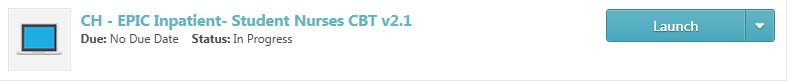 CH - EPIC Inpatient- Student Nurses CBT v2.1
Due: No Due Date Status: In Progress
Launch